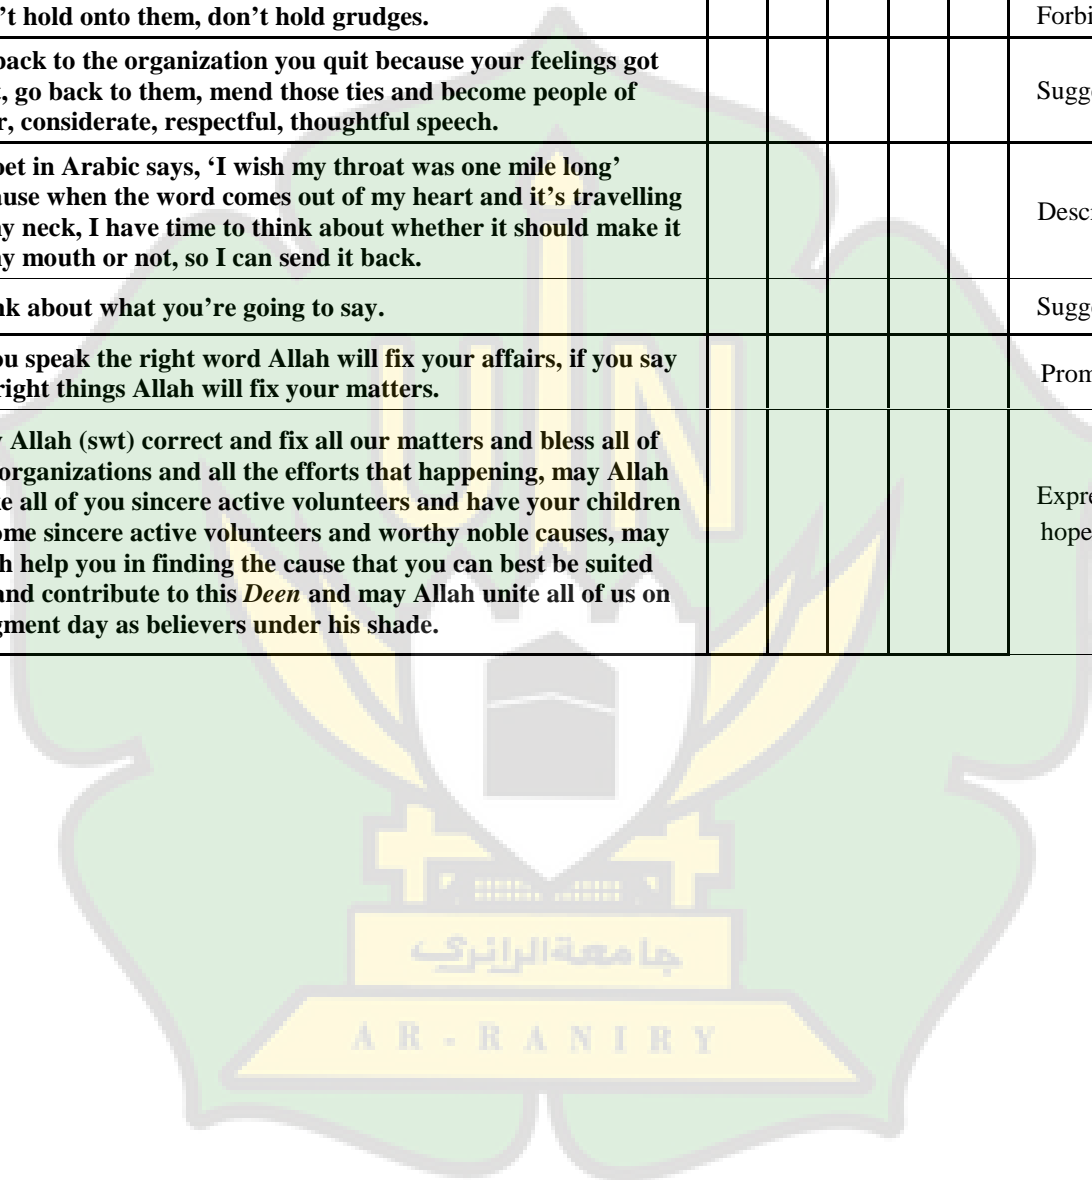 't hold onto them, don't hold grudges.
Forbi
back to the organization you quit because your feelings got
, go back to them, mend those ties and become people of
r, considerate, respectful, thoughtful speech.
Sugg
oet in Arabic says, ‘I wish my throat was one mile long’
ause when the word comes out of my heart and it’s travelling
ny neck, I have time to think about whether it should make it
ny mouth or not, so I can send it back.
Desc
nk about what you’re going to say.
Sugg
ou speak the right word Allah will fix your affairs, if you say
right things Allah will fix your matters.
Prom
y Allah (swt) correct and fix all our matters and bless all of
organizations and all the efforts that happening, may Allah
ke all of you sincere active volunteers and have your children
ome sincere active volunteers and worthy noble causes, may
h help you in finding the cause that you can best be suited
and contribute to this Deen and may Allah unite all of us on
gment day as believers under his shade.
Expre
hope
UIN
جامعة الرانري
AR-RANIRY